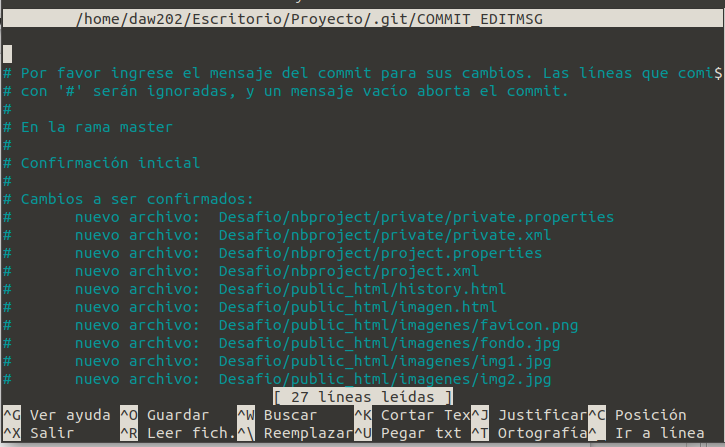 /home/daw202/Escritorio/Proyecto/.git/COMMIT_EDITMSG
# Por favor ingrese el mensaje del commit para sus cambios. Las líneas que comi$
# con '#' serán ignoradas, y un mensaje vacio aborta el commit.
#
# En la rama master
#
# Confirmación inicial
#
# Cambios a ser confirmados:
#       nuevo archivo:  Desafio/nbproject/private/private.properties
#       nuevo archivo:  Desafio/nbproject/private/private.xml
#       nuevo archivo:  Desafio/nbproject/project.properties
#       nuevo archivo:  Desafio/nbproject/project.xml
#       nuevo archivo:  Desafio/public_html/history.html
#       nuevo archivo:  Desafio/public_html/imagen.html
#       nuevo archivo:  Desafio/public_html/imagenes/favicon.png
#       nuevo archivo:  Desafio/public_html/imagenes/fondo.jpg
#       nuevo archivo:  Desafio/public_html/imagenes/img1.jpg
#       nuevo archivo:  Desafio/public_html/imagenes/img2.jpg
[ 27 líneas leídas ]
^G Ver ayuda ^O Guardar ^W Buscar ^K Cortar Tex^J Justificar^C Posición
^X Salir ^R Leer fich.^\ Reemplazar^U Pegar txt ^T Ortografía^_ Ir a línea